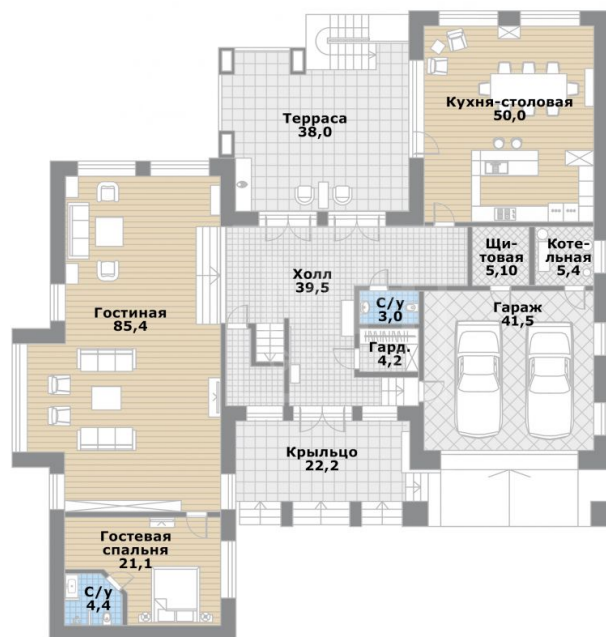 Кухня-столовая
50,0
Терраса
38,0
Щи-
товая
5,10
Коте-
льная
5,4
Холл
39,5
С/у
3,0
Гараж
41,5
Гостиная
85,4
Гард.
4,2
Крыльцо
22,2
Гостевая
спальня
21,1
С/у
4,4